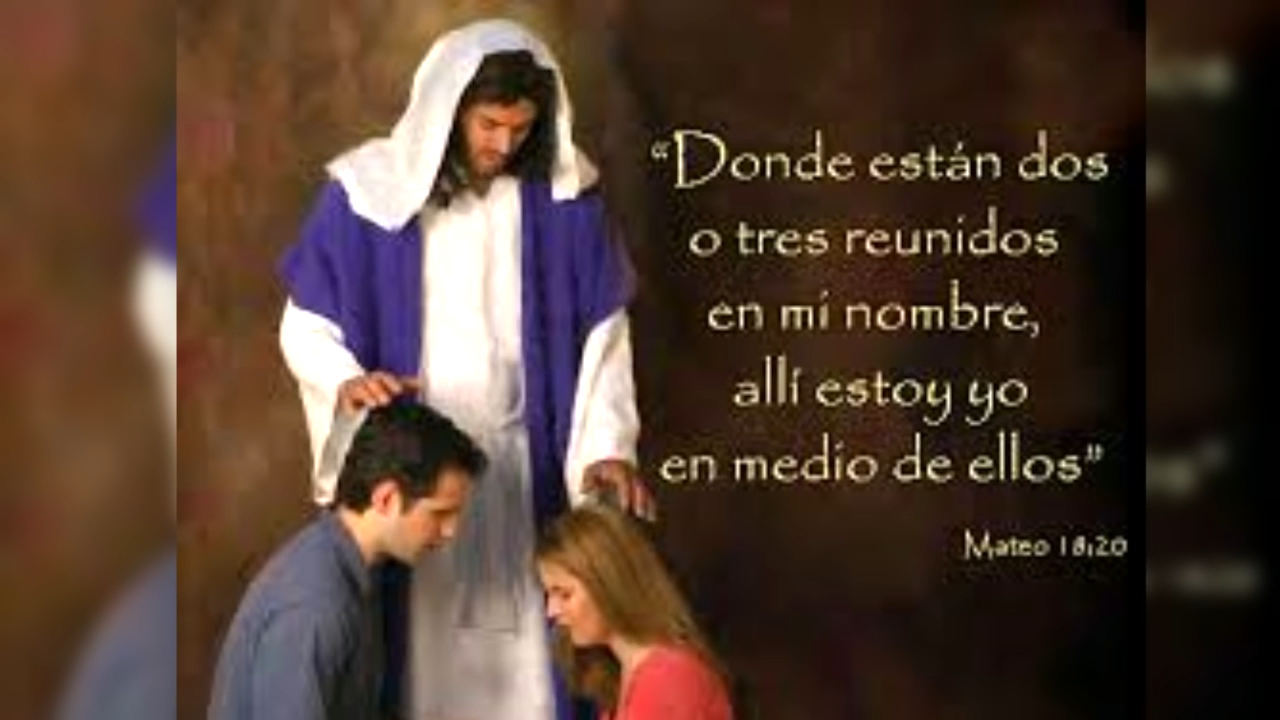 “Donde están dos
o tres reunidos
en mi nombre,
allí estoy yo
en medio de ellos”
Mateo 18:20